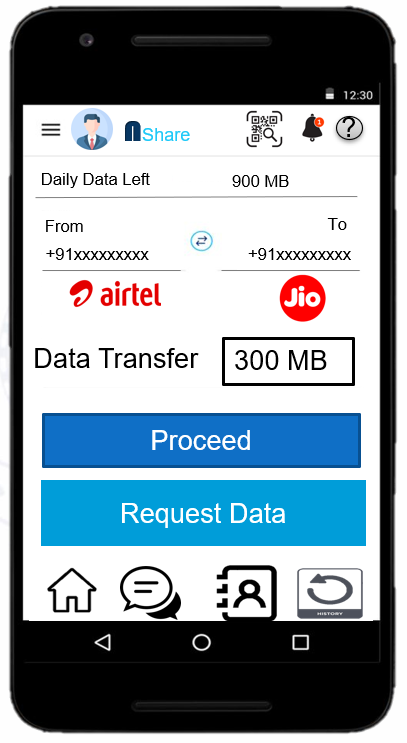 12:30
Share
1
?
Daily Data Left 900 MB
From To
+91xxxxxxxxx +91xxxxxxxxx
airtel Jio
Data Transfer 300 MB
Proceed
Request Data
HISTORY